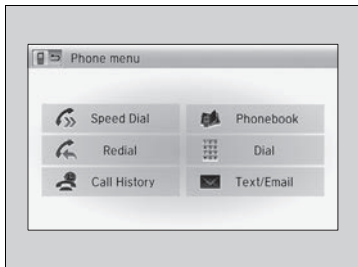 Phone menu
Speed Dial
Phonebook
Redial
Dial
Call History
Text/Email